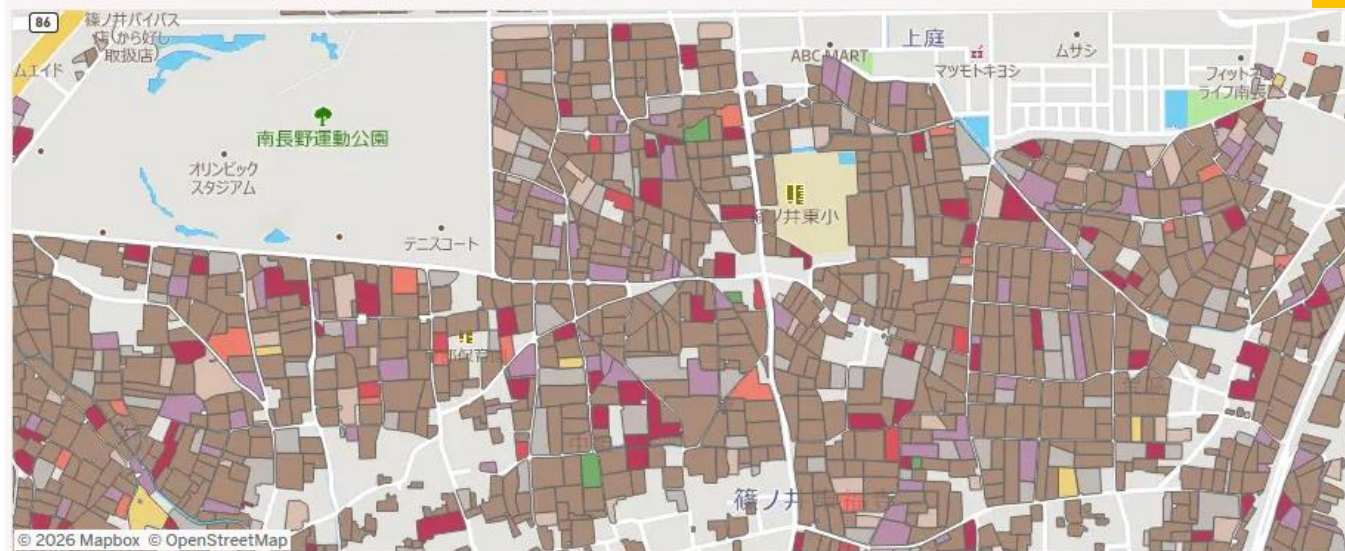 86
篠ノ井バイパス
店(から好し
取扱店)
ムエイド
南長野運動公園
オリンピック
スタジアム
テニスコート
ABC-MART
上庭
マツモトキヨシ
ムサシ
フィットネス
ライフ南長
篠ノ井東小
篠ノ井
© 2026 Mapbox © OpenStreetMap